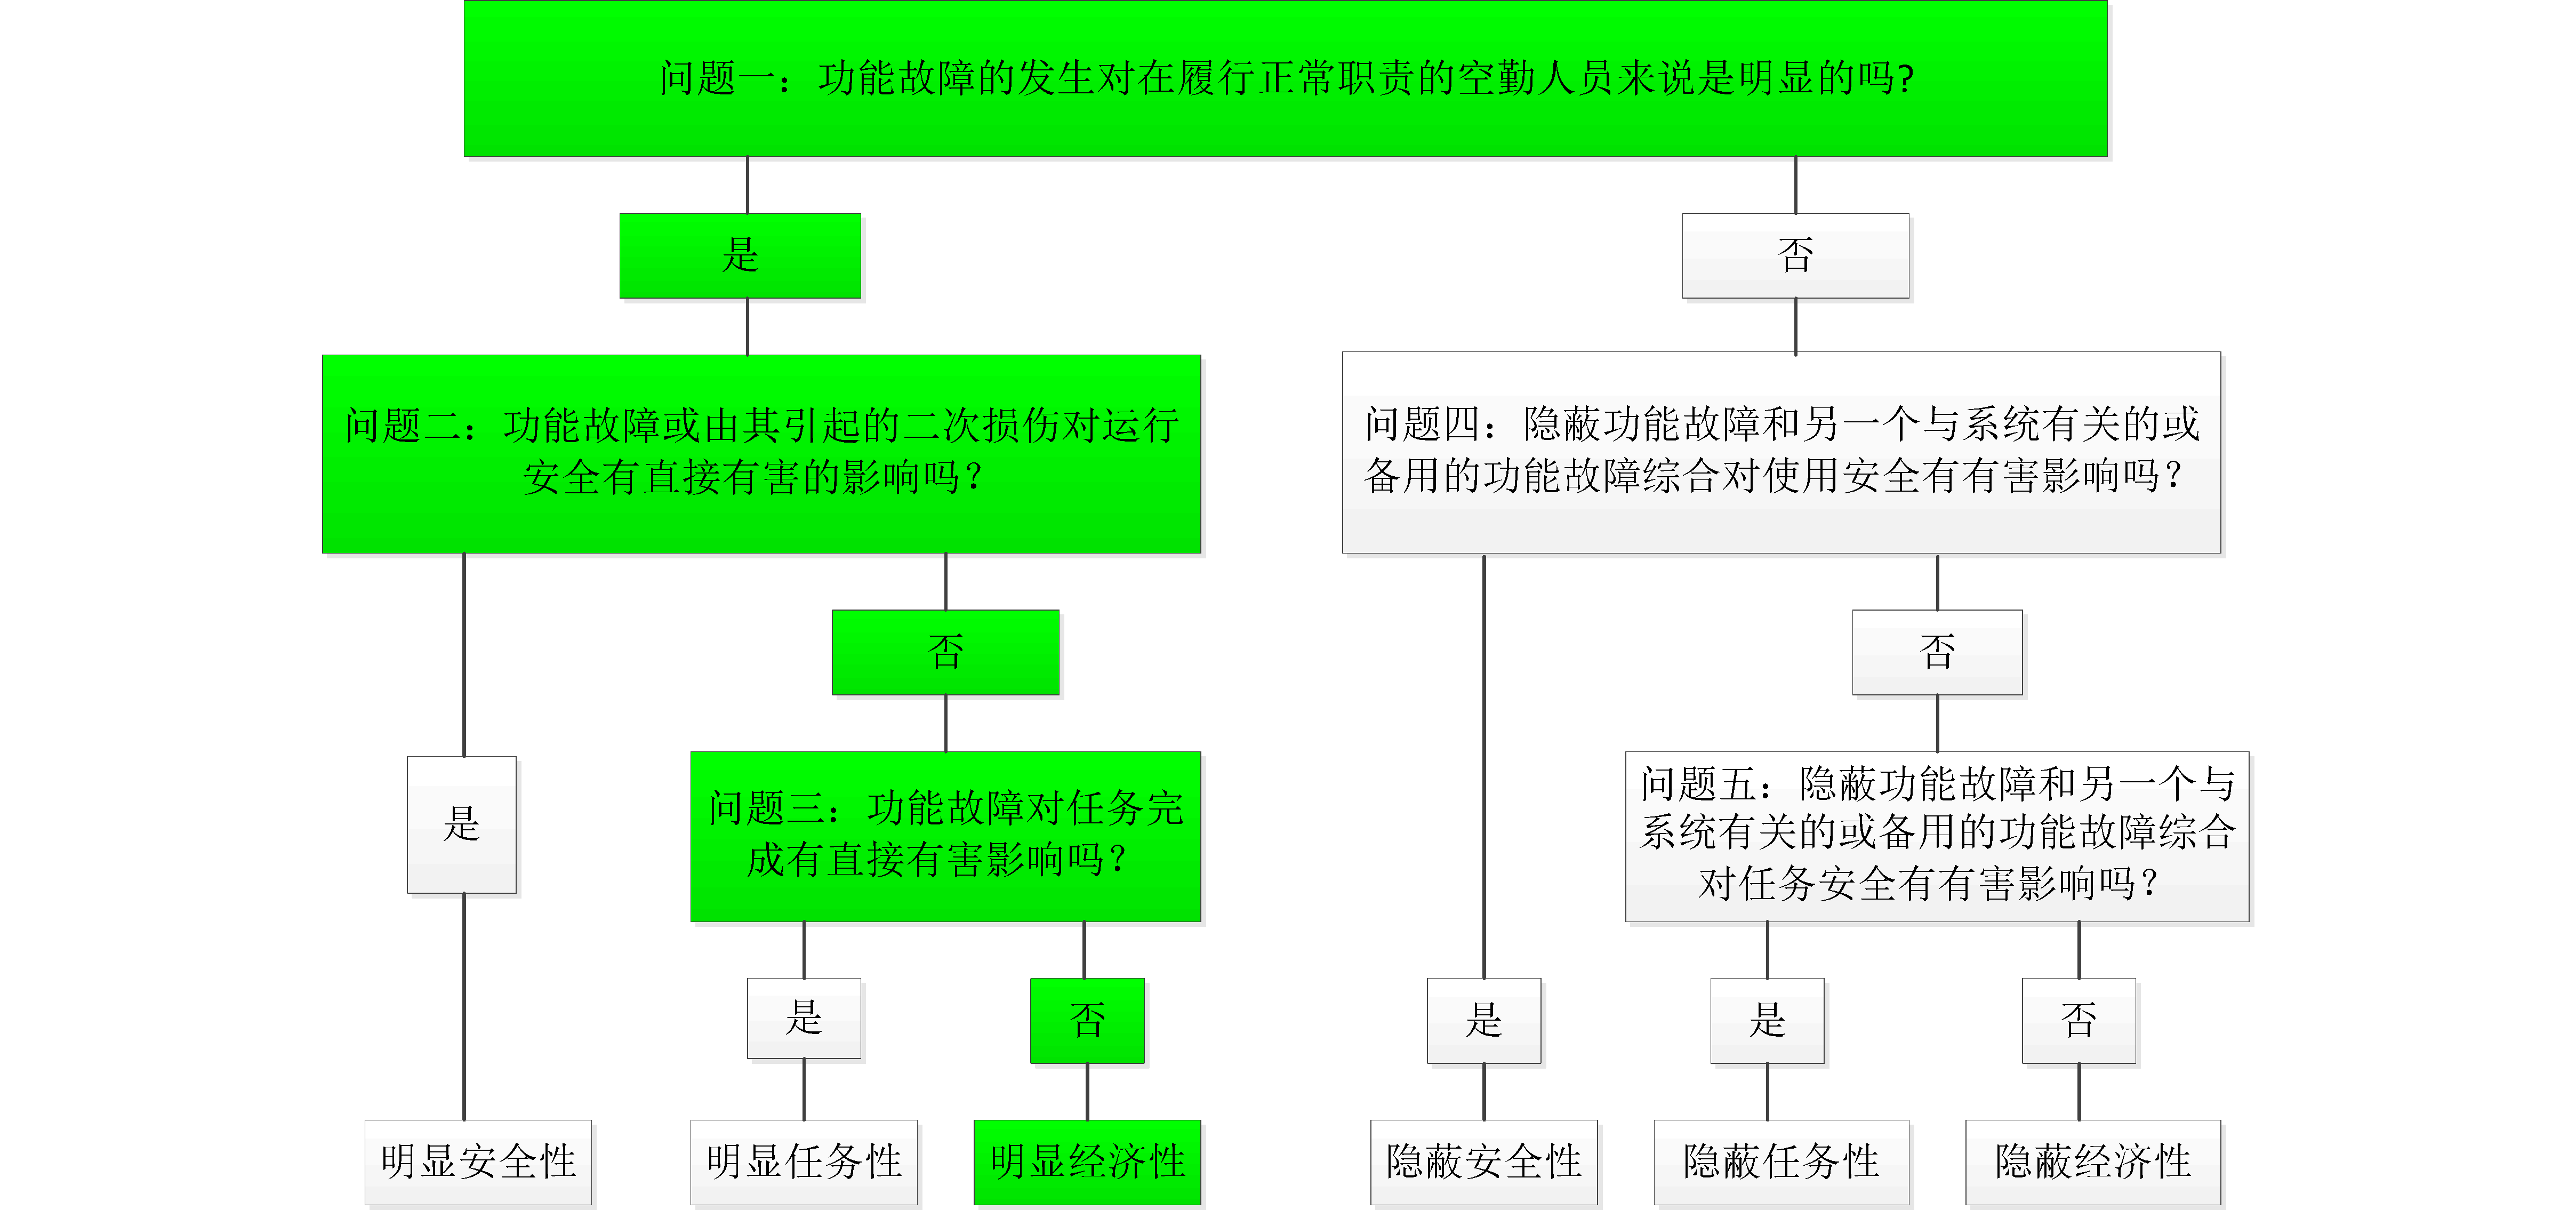 问题一：功能故障的发生对在履行正常职责的空勤人员来说是明显的吗?
是
否
问题二：功能故障或由其引起的二次损伤对运行
安全有直接有害的影响吗？
问题四：隐蔽功能故障和另一个与系统有关的或
备用的功能故障综合对使用安全有有害影响吗？
否
否
是
问题三：功能故障对任务完
成有直接有害影响吗？
问题五：隐蔽功能故障和另一个与
系统有关的或备用的功能故障综合
对任务安全有有害影响吗？
是
否
是
是
否
明显安全性
明显任务性
明显经济性
隐蔽安全性
隐蔽任务性
隐蔽经济性